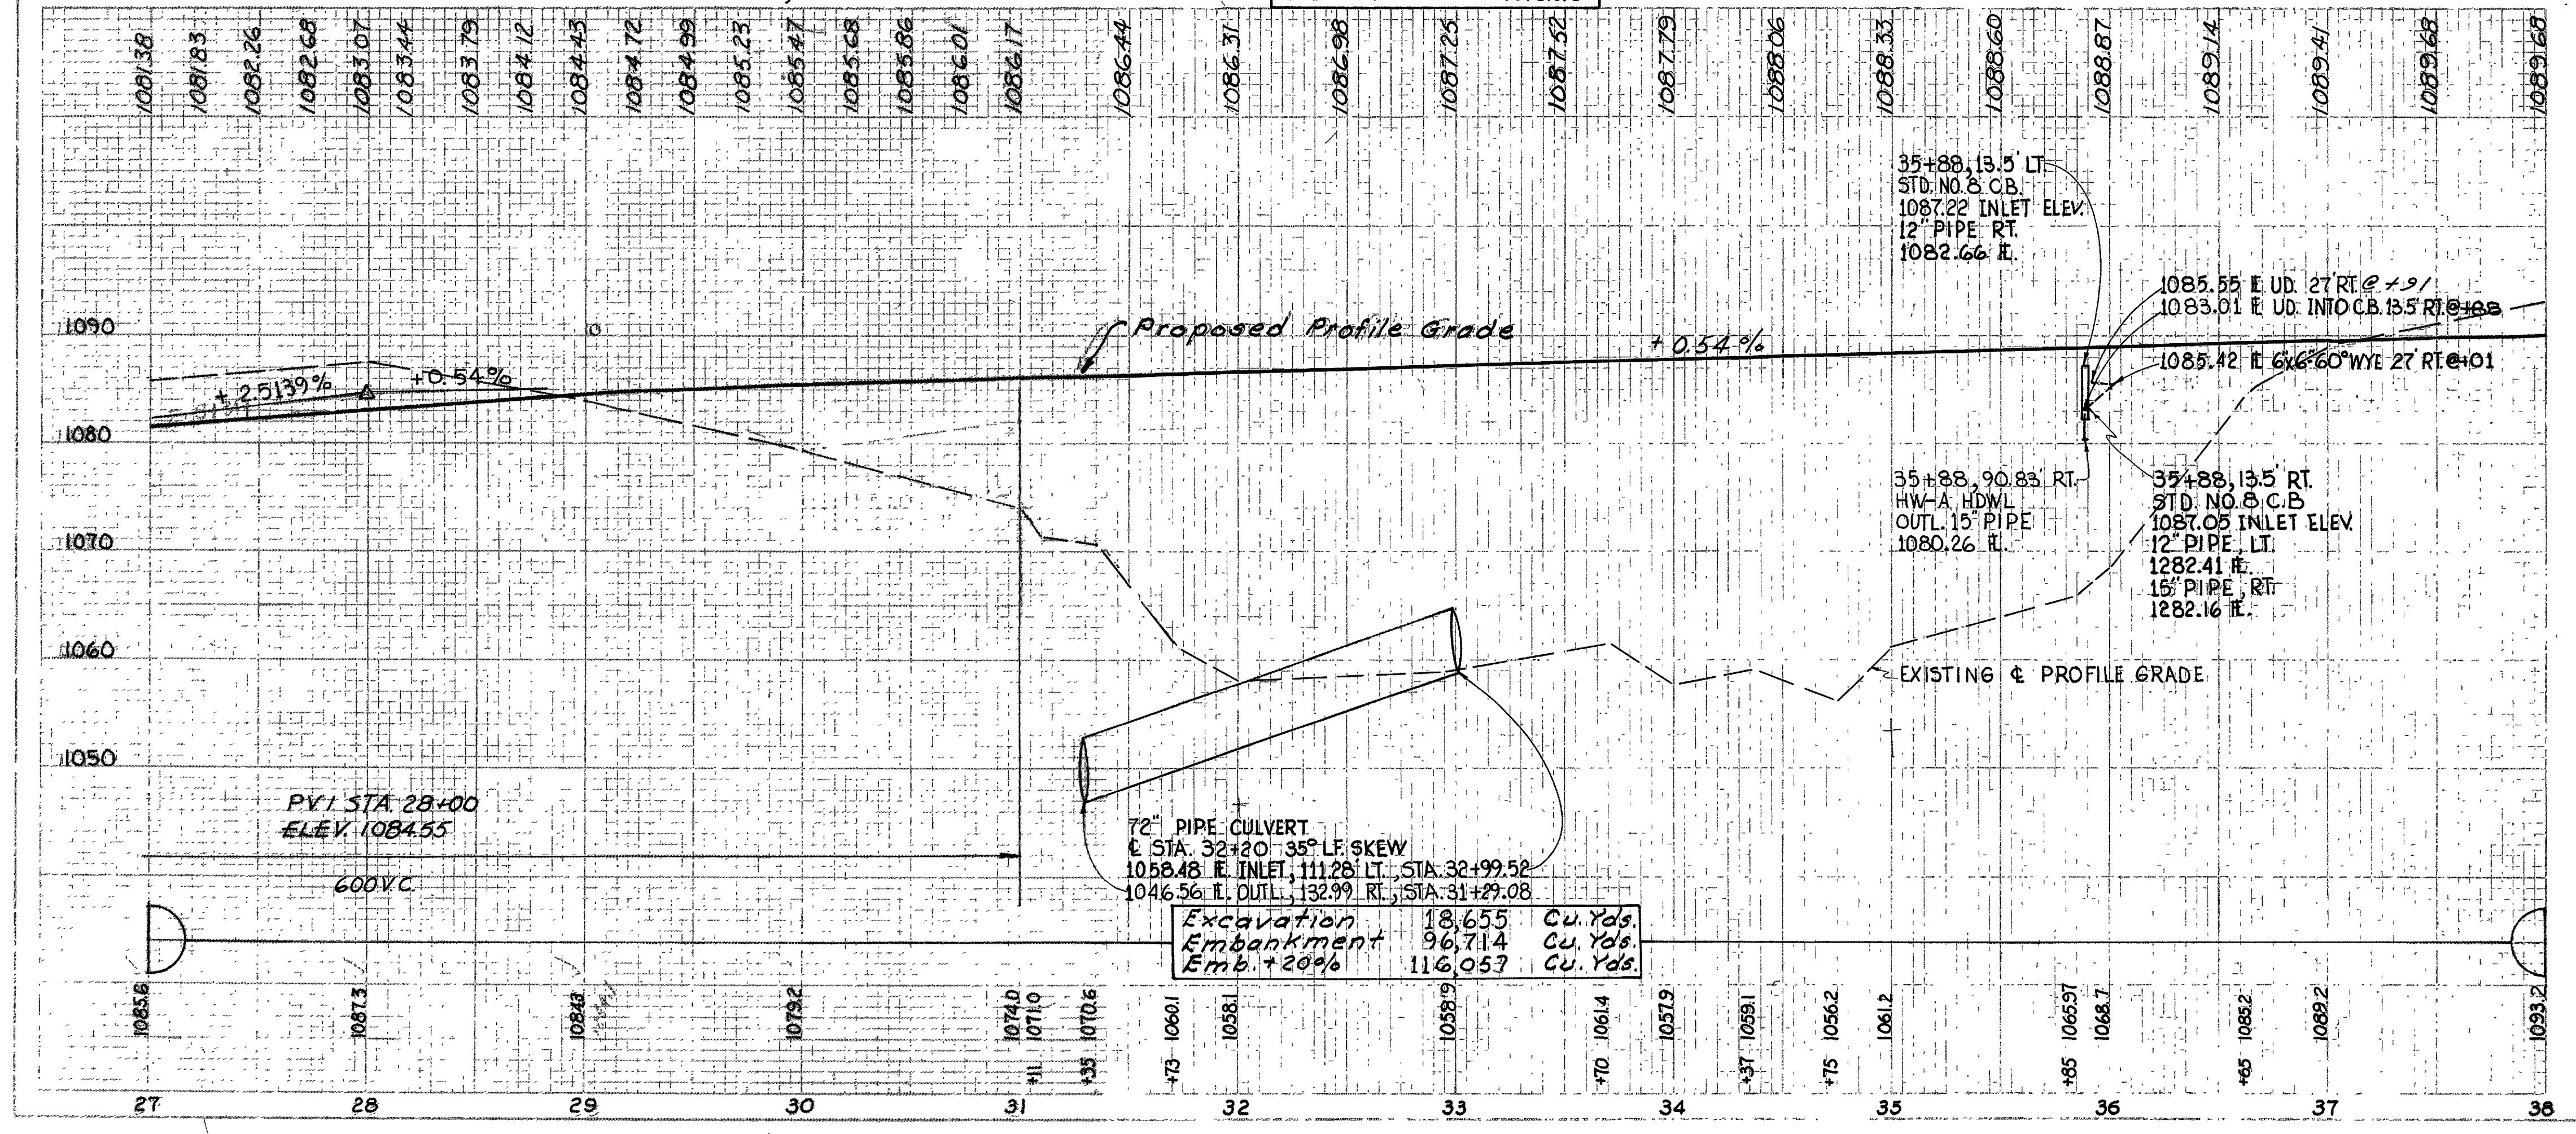 1081.38 1081.83 1082.26 1082.68 1083.07 1083.44 1083.79 1084.12 1084.43 1084.72 1084.99 1085.23 1085.47 1085.68 1085.86 1086.01 1086.17 1086.44 1086.31 1086.98 1087.25 1087.52 1087.79 1088.06 1088.33 1088.60 1088.87 1089.14 1089.41 1089.68 1089.68
35+88, 13.5' LT.
STD. NO. 8 C.B.
1087.22 INLET ELEV.
12" PIPE RT.
1082.66 FL.
1085.55 FL UD. 27' RT. @ +91
1083.01 FL UD. INTO C.B. 13.5' RT. @+88
1090
Proposed Profile Grade
+ 0.54 %
1085.42 FL 6"x6"60° WYE 27' RT. @+01
+ 2.5139 %
+0.54 %
1080
35+88, 90.83' RT.
HW-A HDWL
OUTL. 15" PIPE
1080.26 FL.
35+88, 13.5' RT.
STD. NO. 8 C.B
1087.05 INLET ELEV.
12" PIPE, LT.
1282.41 FL.
15" PIPE, RT.
1282.16 FL.
1070
1060
EXISTING ℄ PROFILE GRADE
1050
PVI STA 28+00
ELEV. 1084.55
600 V.C.
72" PIPE CULVERT
℄ STA. 32+20 35° LF. SKEW
1058.48 FL. INLET, 111.28' LT., STA. 32+99.52
1046.56 FL. OUTL., 132.99 RT., STA. 31+29.08
Excavation 18,655 Cu. Yds.
Embankment 96,714 Cu. Yds.
Emb. +20% 116,057 Cu. Yds.
1085.6 1087.3 1084.3 1079.2 1074.0 +11 1071.0 +35 1070.6 +73 1060.1 1058.1 1058.9 +70 1061.4 1057.9 +37 1059.1 +75 1056.2 1061.2 +85 1065.97 1068.7 +65 1085.2 1089.2 1093.2
27 28 29 30 31 32 33 34 35 36 37 38